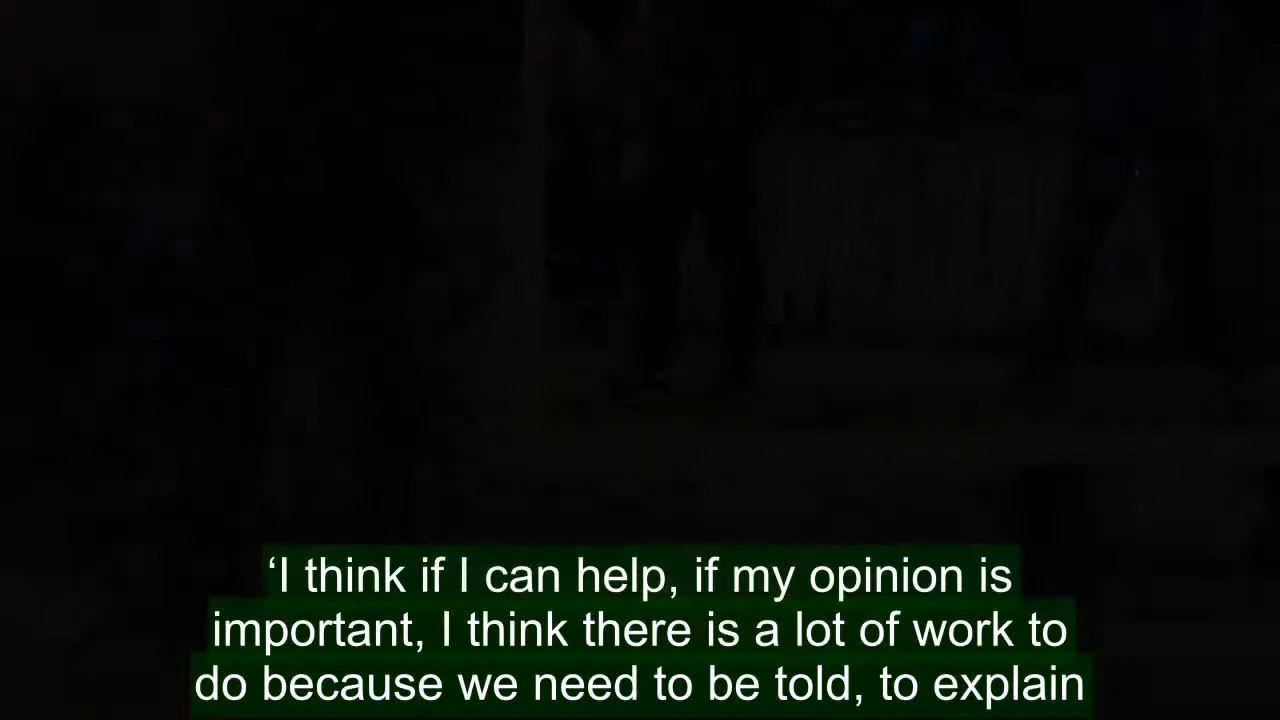 ‘I think if I can help, if my opinion is
important, I think there is a lot of work to
do because we need to be told, to explain